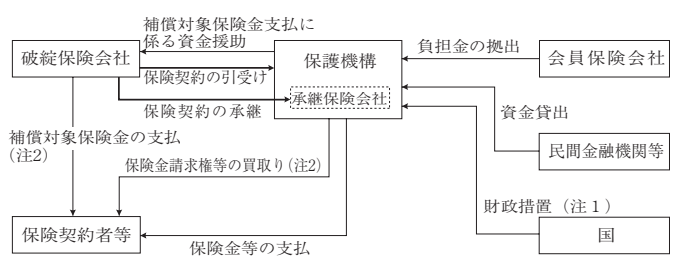 補償対象保険金支払に
係る資金援助
破綻保険会社
保護機構
負担金の拠出
会員保険会社
保険契約の引受け
承継保険会社
保険契約の承継
資金貸出
補償対象保険金の支払
(注2)
民間金融機関等
保険金請求権等の買取り(注2)
財政措置(注1)
保険契約者等
国
保険金等の支払